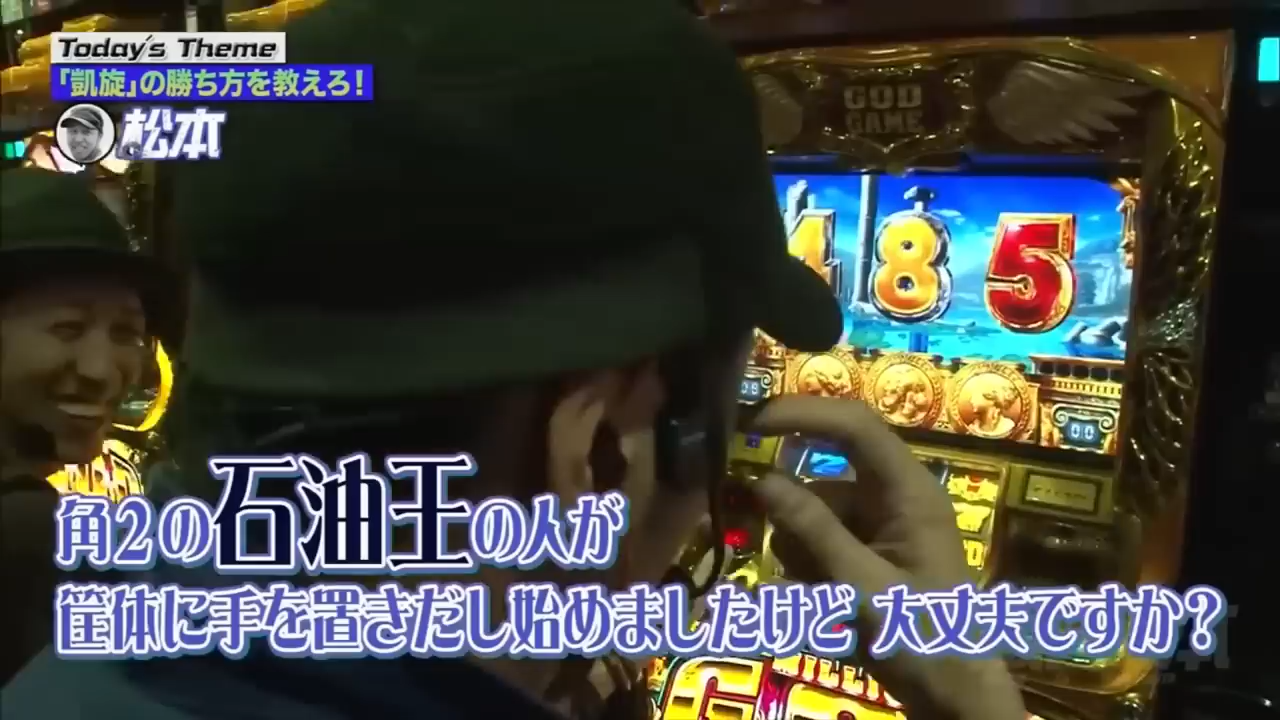 Today's Theme
「凱旋」の勝ち方を教えろ!
松本
GOD
GAME
485
00
角2の石油王の人が
筐体に手を置きだし始めましたけど 大丈夫ですか?